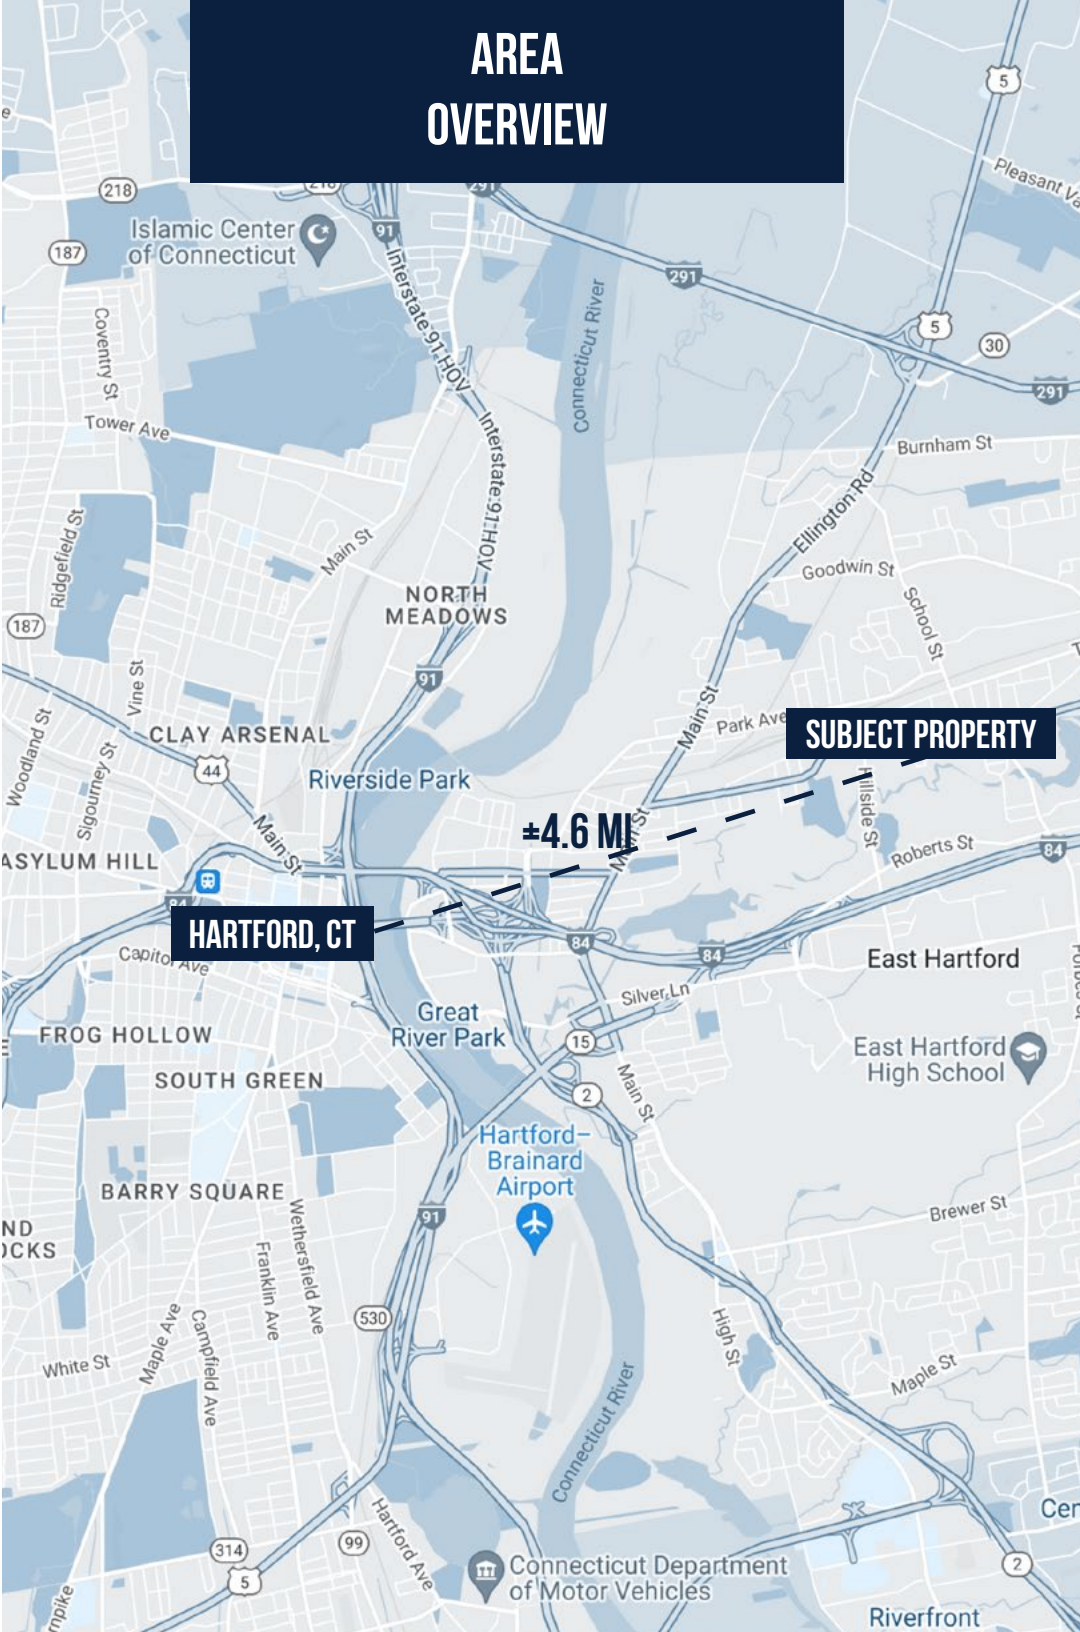 AREA
OVERVIEW
5
Pleasant Va
218
291
Islamic Center
of Connecticut
91
187
291
Interstate 91 HOV
Connecticut River
Coventry St
5
30
291
Tower Ave
Burnham St
Interstate 91 HOV
Ellington Rd
Ridgefield St
Main St
Goodwin St
NORTH
MEADOWS
School St
187
91
Vine St
Main St
Park Ave
Woodland St
CLAY ARSENAL
SUBJECT PROPERTY
44
Sigourney St
Riverside Park
Hillside St
±4.6 MI
Main St
Main St
Roberts St
84
ASYLUM HILL
84
HARTFORD, CT
84
84
Capitol Ave
East Hartford
Silver Ln
Great
River Park
FROG HOLLOW
15
East Hartford
High School
SOUTH GREEN
2
Main St
Hartford–
Brainard
Airport
BARRY SQUARE
91
Brewer St
ND
OCKS
Wethersfield Ave
Franklin Ave
530
Maple Ave
Campfield Ave
High St
White St
Maple St
Connecticut River
Cen
Hartford Ave
314
99
5
Connecticut Department
of Motor Vehicles
2
rnpike
Riverfront